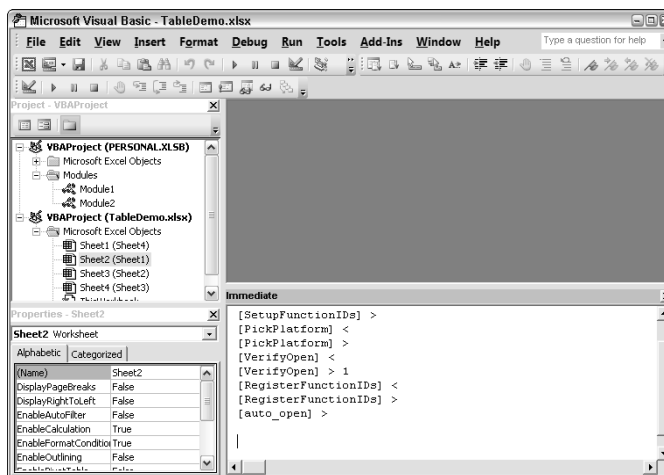 Microsoft Visual Basic - TableDemo.xlsx
File Edit View Insert Format Debug Run Tools Add-Ins Window Help Type a question for help
Project - VBAProject
VBAProject (PERSONAL.XLSB)
Microsoft Excel Objects
Modules
Module1
Module2
VBAProject (TableDemo.xlsx)
Microsoft Excel Objects
Sheet1 (Sheet4)
Sheet2 (Sheet1)
Sheet3 (Sheet2)
Sheet4 (Sheet3)
ThisWorkbook
Properties - Sheet2
Sheet2 Worksheet
Alphabetic Categorized
(Name) Sheet2
DisplayPageBreaks False
DisplayRightToLeft False
EnableAutoFilter False
EnableCalculation True
EnableFormatConditio True
EnableOutlining False
EnablePivotTable False
Immediate
[SetupFunctionIDs] >
[PickPlatform] <
[PickPlatform] >
[VerifyOpen] <
[VerifyOpen] > 1
[RegisterFunctionIDs] <
[RegisterFunctionIDs] >
[auto_open] >